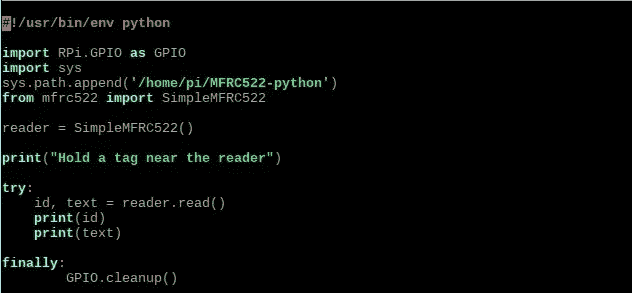 #!/usr/bin/env python
import RPi.GPIO as GPIO
import sys
sys.path.append('/home/pi/MFRC522-python')
from mfrc522 import SimpleMFRC522
reader = SimpleMFRC522()
print("Hold a tag near the reader")
try:
    id, text = reader.read()
    print(id)
    print(text)
finally:
        GPIO.cleanup()